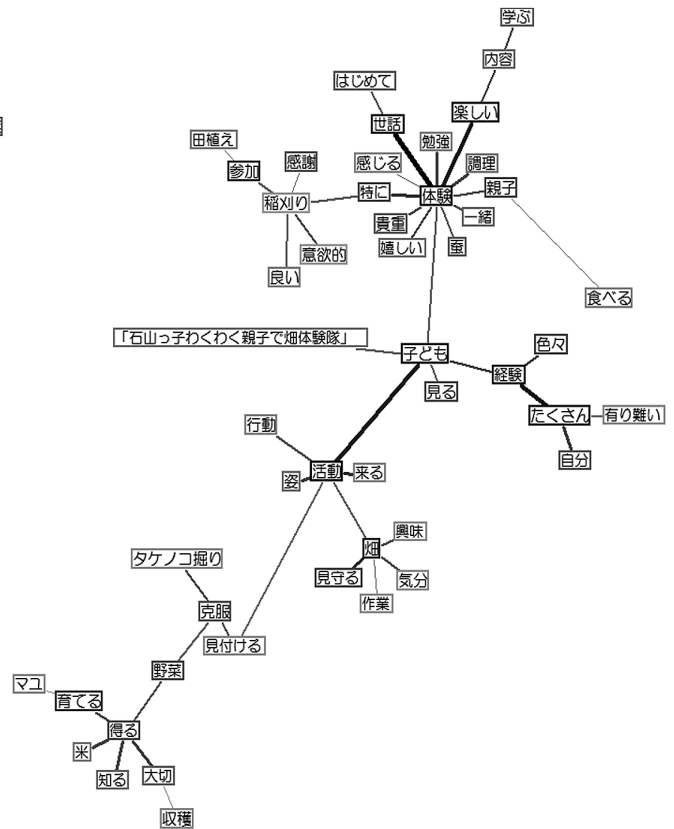 学ぶ
内容
はじめて
楽しい
世話
田植え
勉強
参加
感謝
感じる
調理
稲刈り
特に
体験
親子
貴重
一緒
意欲的
嬉しい
蚕
良い
食べる
「石山っ子わくわく親子で畑体験隊」
子ども
色々
経験
見る
たくさん
有り難い
行動
自分
姿
活動
来る
興味
畑
タケノコ掘り
見守る
気分
作業
克服
見付ける
野菜
マユ
育てる
得る
米
知る
大切
収穫